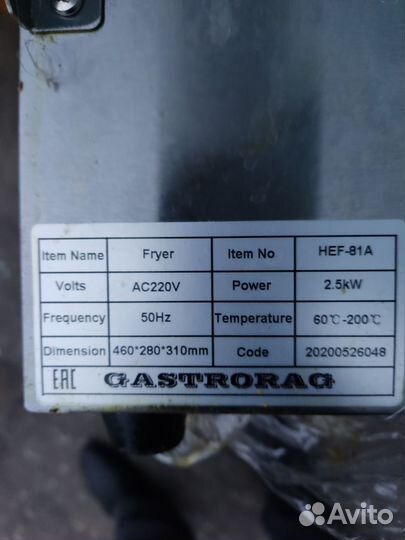 Item Name Fryer Item No HEF-81A
Volts AC220V Power 2.5kW
Frequency 50Hz Temperature 60℃-200℃
Dimension 460*280*310mm Code 20200526048
EAC GASTRORAG
Avito